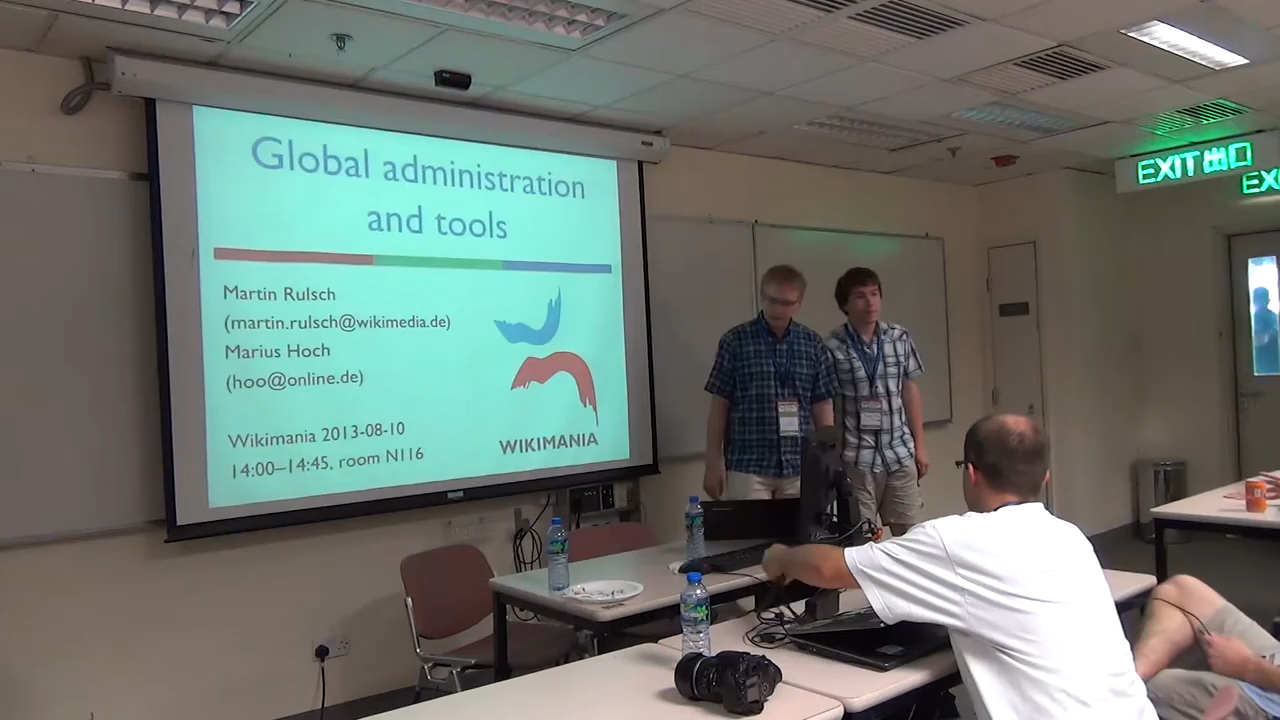 Global administration
and tools
Martin Rulsch
(martin.rulsch@wikimedia.de)
Marius Hoch
(hoo@online.de)
Wikimania 2013-08-10
14:00–14:45, room N116
WIKIMANIA
EXIT 出口
EX